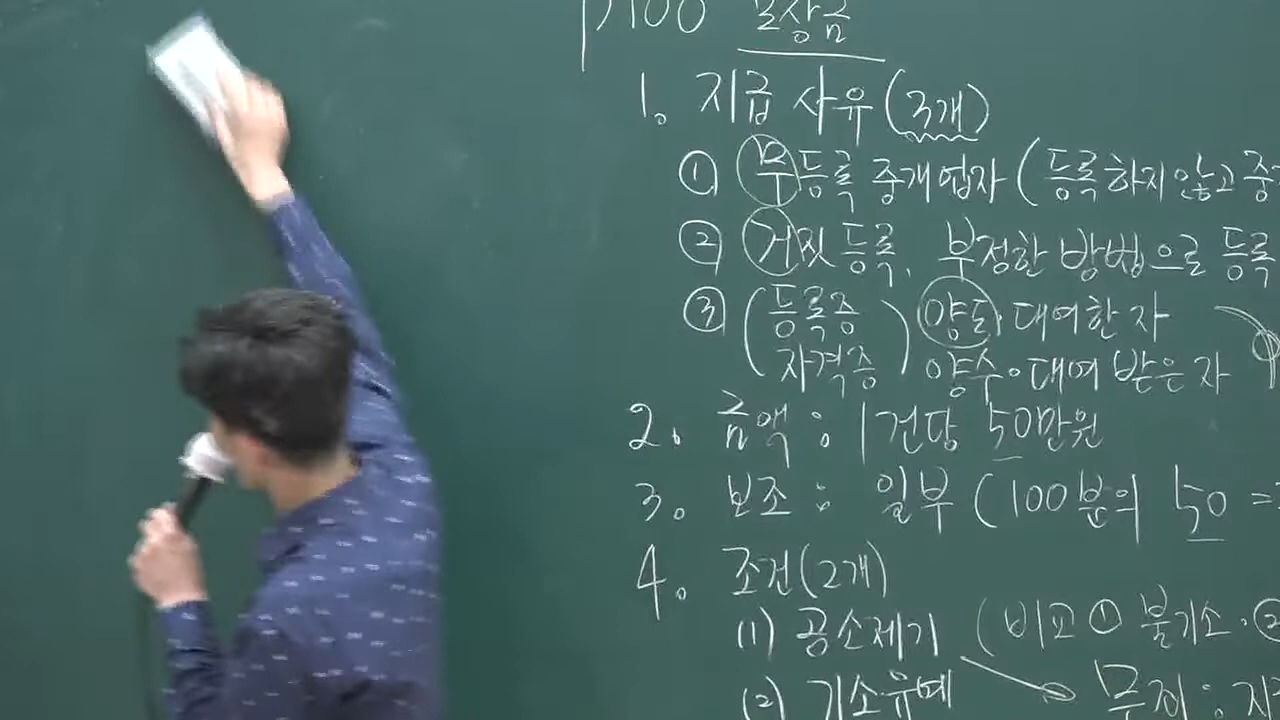 P100 포상금
1. 지급 사유 (3개)
① 무등록 중개업자 (등록하지 않고 중
② 거짓 등록, 부정한 방법으로 등록
③ (등록증 자격증) 양도 대여한 자
양수·대여 받은 자
2. 금액 : 1건당 50만원
3. 보조 : 일부 (100분의 50 =
4. 조건(2개)
(1) 공소제기 (비교 ① 불기소·②
(2) 기소유예 무죄 : 지